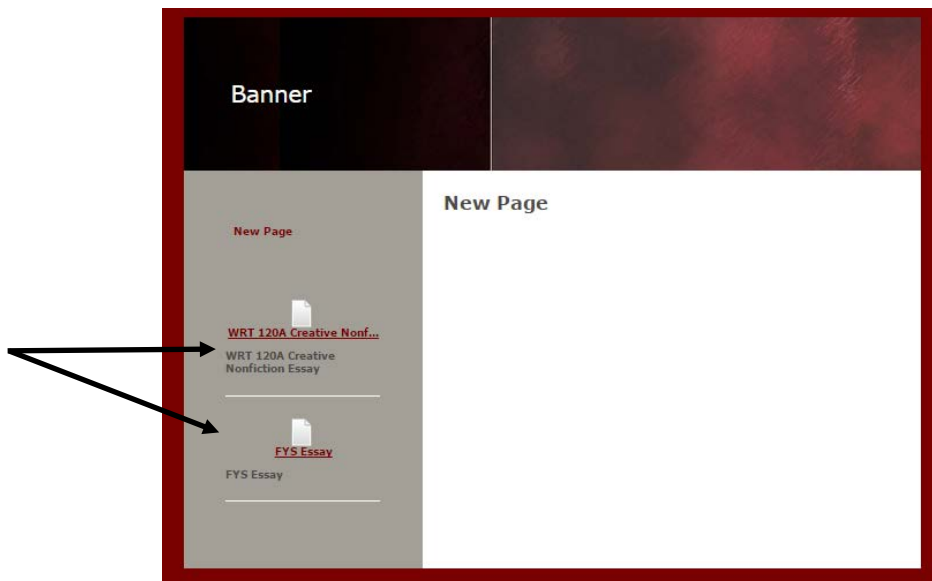 Banner
New Page
New Page
WRT 120A Creative Nonf...
WRT 120A Creative
Nonfiction Essay
FYS Essay
FYS Essay